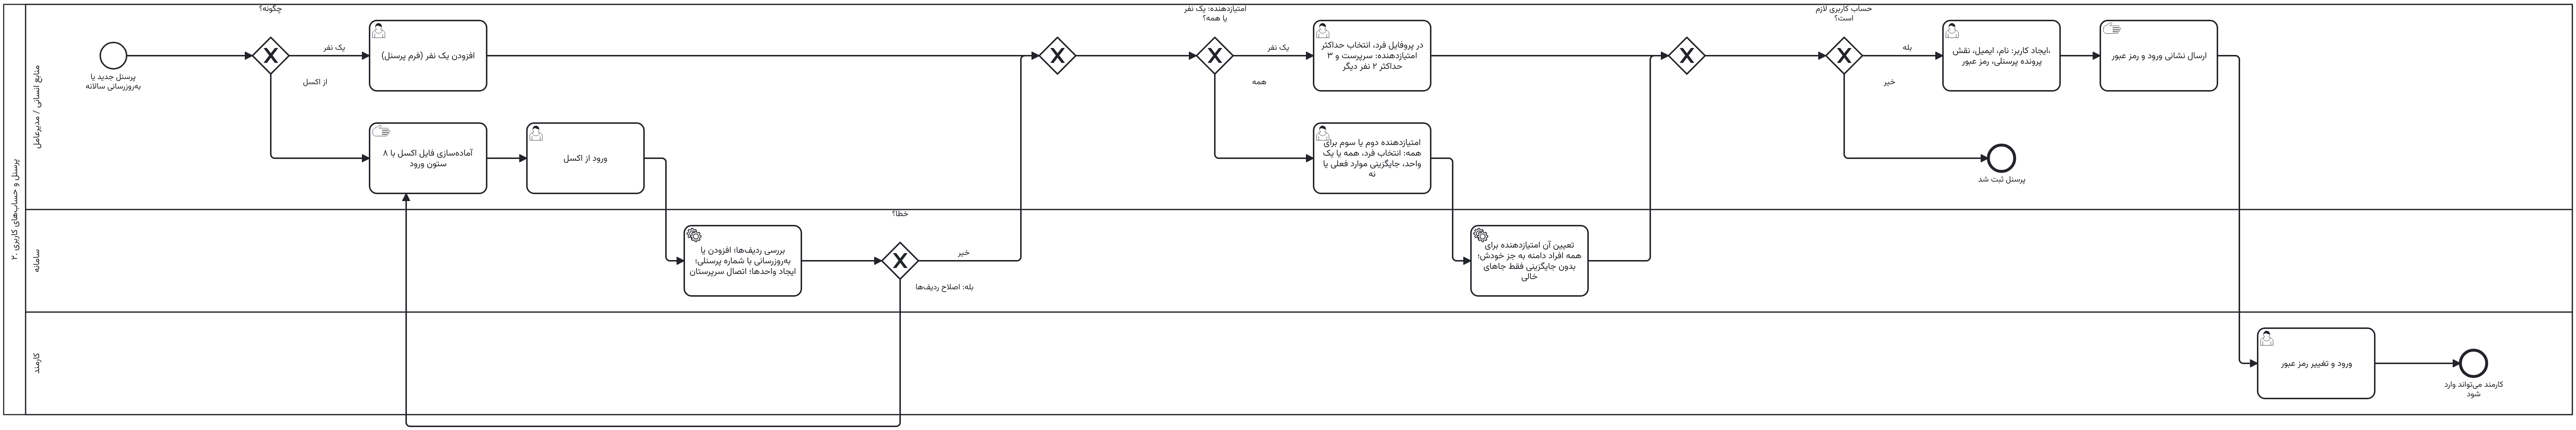 ۲. پرسنل و حساب‌های کاربری
منابع انسانی / مدیرعامل
سامانه
کارمند
پرسنل جدید یا
به‌روزرسانی سالانه
چگونه؟
یک نفر
از اکسل
افزودن یک نفر (فرم پرسنل)
آماده‌سازی فایل اکسل با ۸
ستون ورود
ورود از اکسل
بررسی ردیف‌ها؛ افزودن یا
به‌روزرسانی با شماره پرسنلی؛
ایجاد واحدها؛ اتصال سرپرستان
خطا؟
خیر
بله: اصلاح ردیف‌ها
امتیازدهنده: یک نفر
یا همه؟
یک نفر
همه
در پروفایل فرد، انتخاب حداکثر
۳ امتیازدهنده: سرپرست و
حداکثر ۲ نفر دیگر
امتیازدهنده دوم یا سوم برای
همه: انتخاب فرد، همه یا یک
واحد، جایگزینی موارد فعلی یا
نه
تعیین آن امتیازدهنده برای
همه افراد دامنه به جز خودش؛
بدون جایگزینی فقط جاهای
خالی
حساب کاربری لازم
است؟
بله
خیر
ایجاد کاربر: نام، ایمیل، نقش،
پرونده پرسنلی، رمز عبور
ارسال نشانی ورود و رمز عبور
پرسنل ثبت شد
ورود و تغییر رمز عبور
کارمند می‌تواند وارد
شود